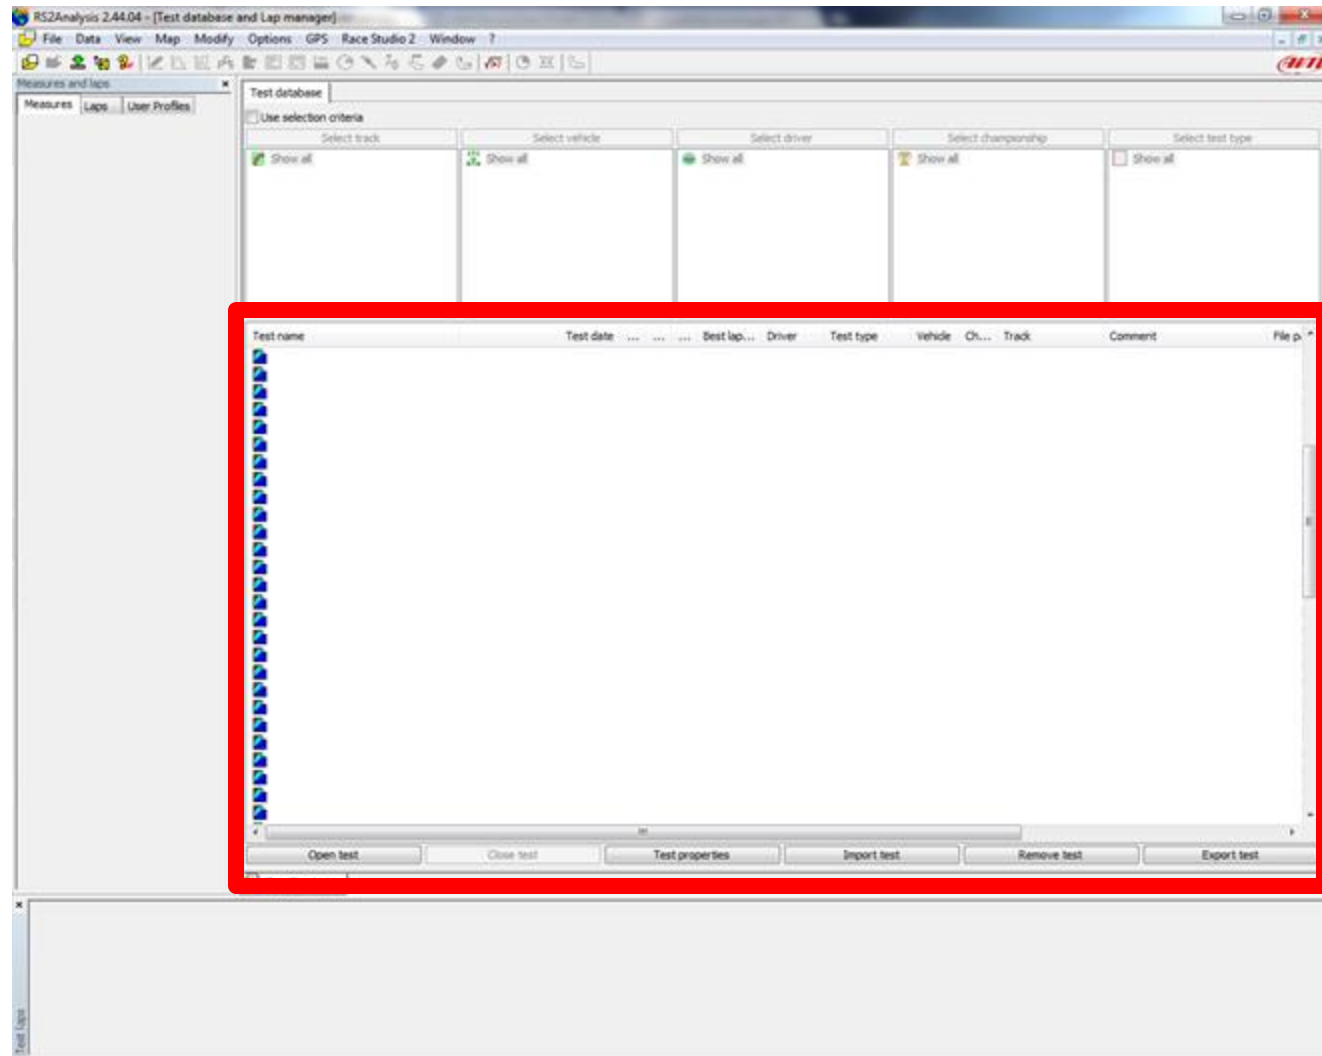 RS2Analysis 2.44.04 - [Test database and Lap manager]
File Data View Map Modify Options GPS Race Studio 2 Window ?
AIM
Measures and laps
Measures Laps User Profiles
Test database
Use selection criteria
Select track Select vehicle Select driver Select championship Select test type
Show all Show all Show all Show all Show all
Test name Test date ... ... ... Best lap... Driver Test type Vehicle Ch... Track Comment File p
Open test Close test Test properties Import test Remove test Export test
Test laps